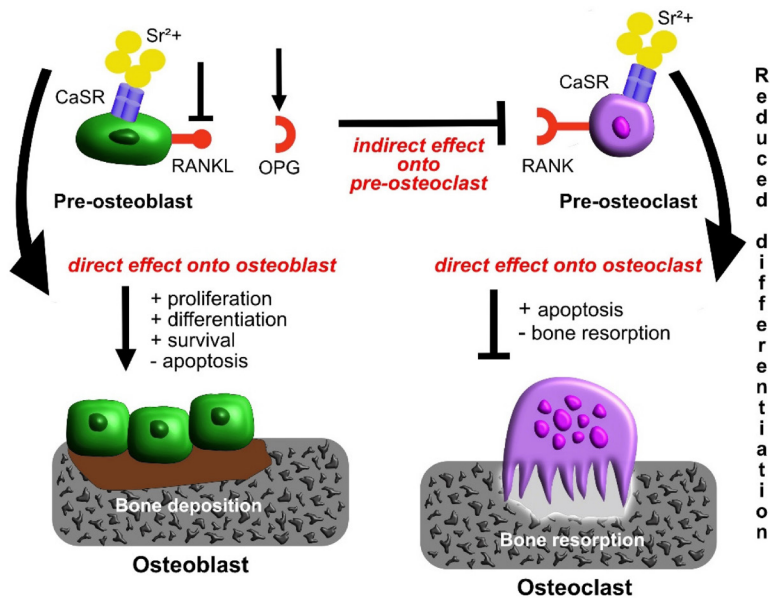 Sr²+
CaSR
RANKL
OPG
Pre-osteoblast
indirect effect
onto
pre-osteoclast
Sr²+
CaSR
RANK
Pre-osteoclast
direct effect onto osteoblast
+ proliferation
+ differentiation
+ survival
- apoptosis
direct effect onto osteoclast
+ apoptosis
- bone resorption
Bone deposition
Osteoblast
Bone resorption
Osteoclast
Reduced differentiation